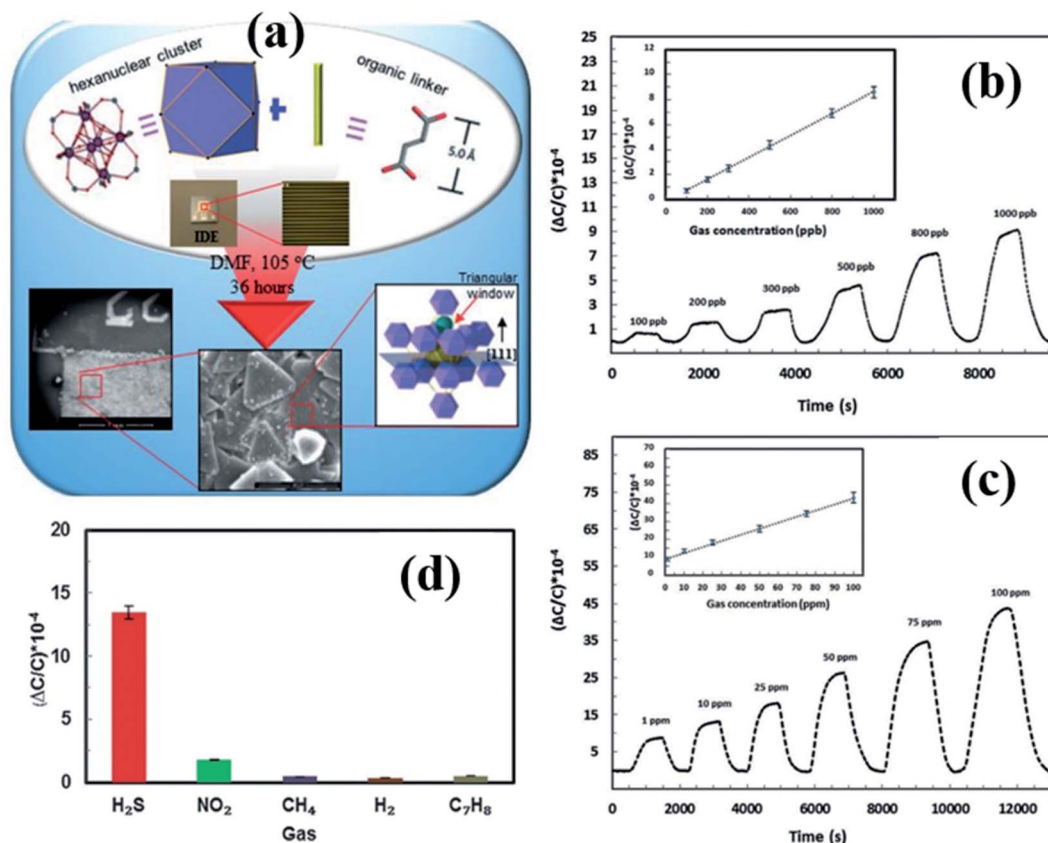 (a)
hexanuclear cluster
organic linker
5.0 Å
IDE
DMF, 105 °C
36 hours
Triangular
window
[111]
(b)
(ΔC/C)*10⁻⁴
25
23
21
19
17
15
13
11
9
7
5
3
1
0
2000
4000
6000
8000
Time (s)
100 ppb
200 ppb
300 ppb
500 ppb
800 ppb
1000 ppb
(ΔC/C)*10⁻⁴
12
10
8
6
4
2
0
0
200
400
600
800
1000
Gas concentration (ppb)
(c)
(ΔC/C)*10⁻⁴
85
75
65
55
45
35
25
15
5
0
2000
4000
6000
8000
10000
12000
Time (s)
1 ppm
10 ppm
25 ppm
50 ppm
75 ppm
100 ppm
(ΔC/C)*10⁻⁴
70
60
50
40
30
20
10
0
0
10
20
30
40
50
60
70
80
90
100
Gas concentration (ppm)
(d)
(ΔC/C)*10⁻⁴
20
15
10
5
0
H₂S
NO₂
CH₄
H₂
C₇H₈
Gas